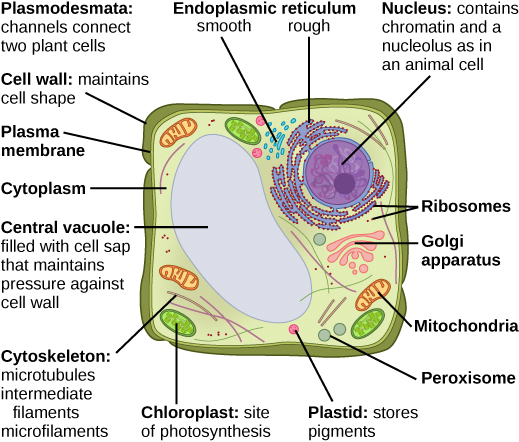 Plasmodesmata:
channels connect
two plant cells
Endoplasmic reticulum
smooth rough
Nucleus: contains
chromatin and a
nucleolus as in
an animal cell
Cell wall: maintains
cell shape
Plasma
membrane
Cytoplasm
Central vacuole:
filled with cell sap
that maintains
pressure against
cell wall
Ribosomes
Golgi
apparatus
Mitochondria
Peroxisome
Cytoskeleton:
microtubules
intermediate
filaments
microfilaments
Chloroplast: site
of photosynthesis
Plastid: stores
pigments